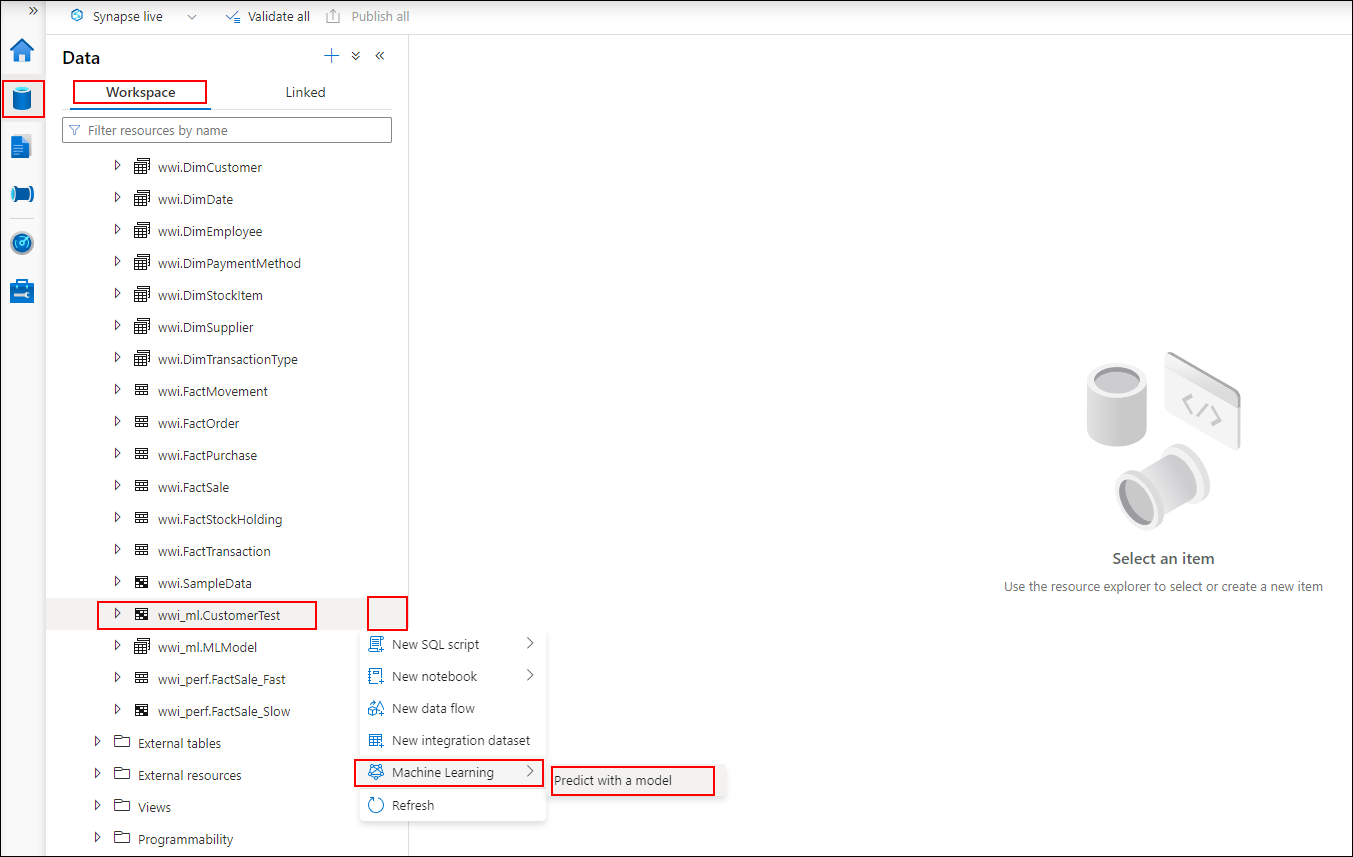 Synapse live
Validate all
Publish all
Data
Workspace
Linked
Filter resources by name
wwi.DimCustomer
wwi.DimDate
wwi.DimEmployee
wwi.DimPaymentMethod
wwi.DimStockItem
wwi.DimSupplier
wwi.DimTransactionType
wwi.FactMovement
wwi.FactOrder
wwi.FactPurchase
wwi.FactSale
wwi.FactStockHolding
wwi.FactTransaction
wwi.SampleData
wwi_ml.CustomerTest
wwi_ml.MLModel
wwi_perf.FactSale_Fast
wwi_perf.FactSale_Slow
External tables
External resources
Views
Programmability
New SQL script
New notebook
New data flow
New integration dataset
Machine Learning
Refresh
Predict with a model
Select an item
Use the resource explorer to select or create a new item